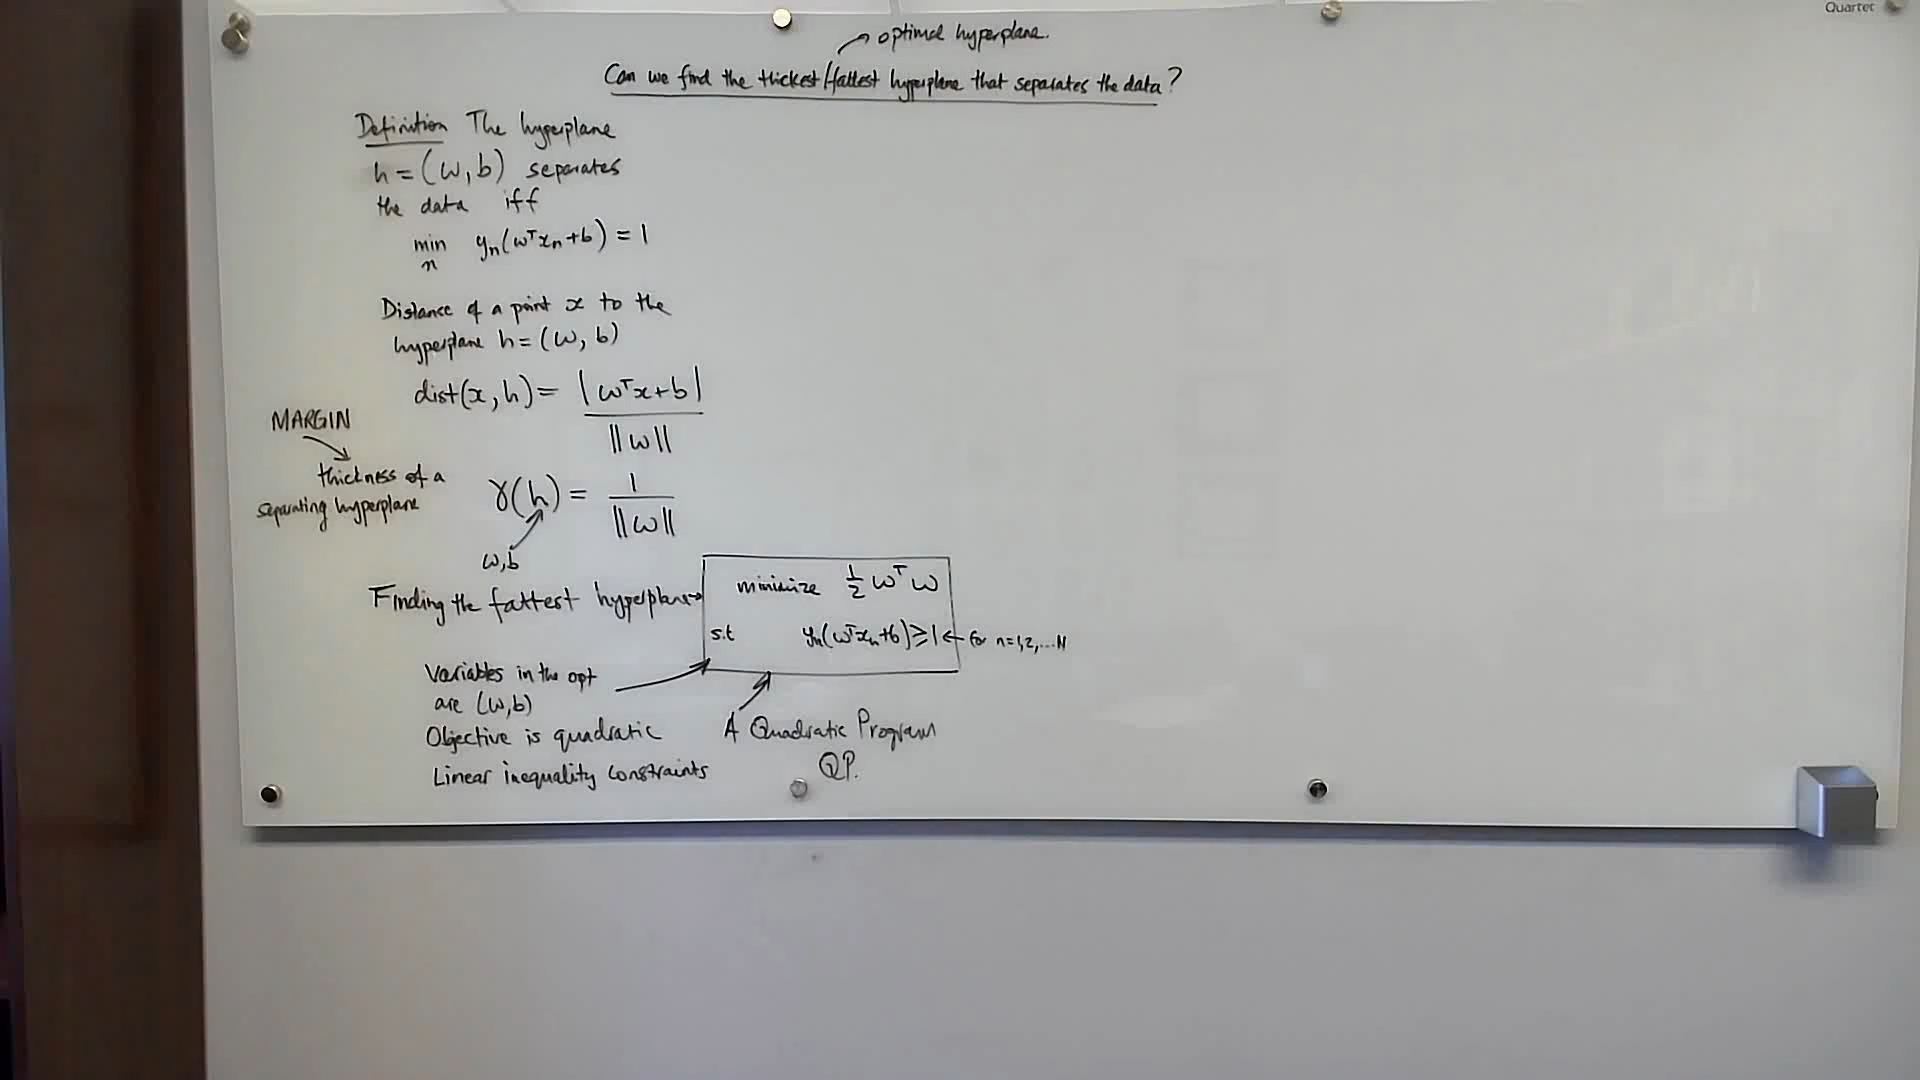 Quartet
optimal hyperplane.
Can we find the thickest/fattest hyperplane that separates the data?
Definition The hyperplane
h = (w, b) separates
the data iff
min yₙ(wᵀxₙ+b) = 1
n
Distance of a point x to the
hyperplane h = (w, b)
dist(x, h) = |wᵀx+b|
||w||
MARGIN
thickness of a
separating hyperplane
γ(h) = 1
||w||
w,b
Finding the fattest hyperplane
minimize ½ wᵀw
s.t yₙ(wᵀxₙ+b) ≥ 1 ← for n=1,2,...N
Variables in the opt
are (w,b)
Objective is quadratic
Linear inequality constraints
A Quadratic Program
QP.